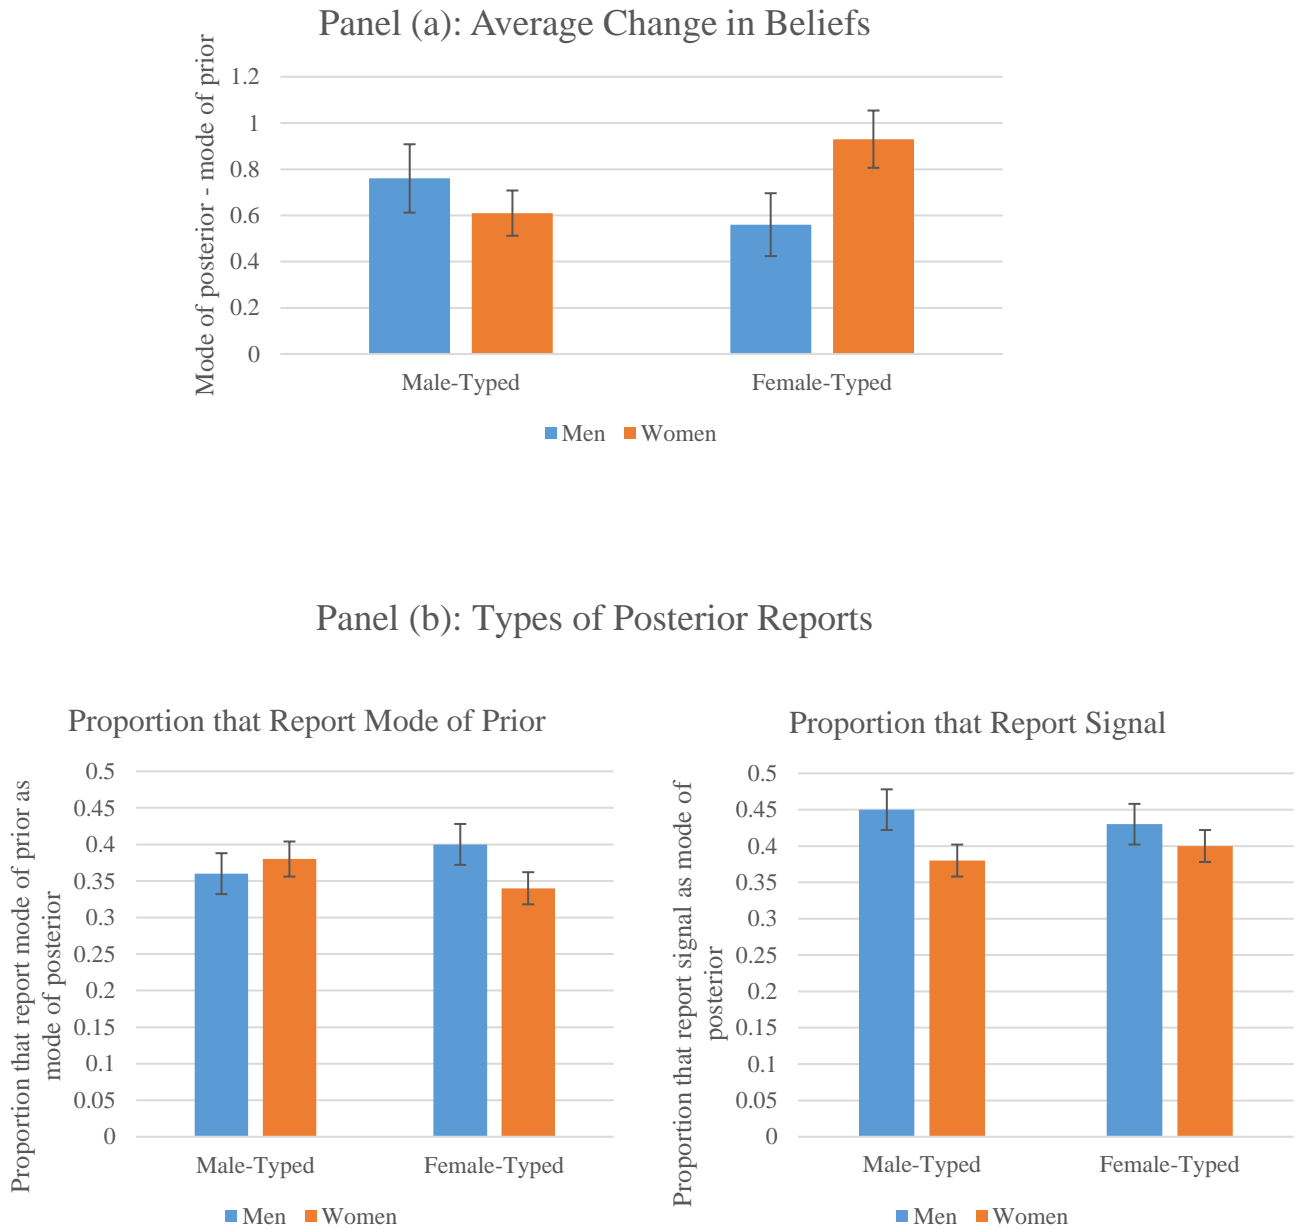 Panel (a): Average Change in Beliefs
Mode of posterior - mode of prior
1.2
1
0.8
0.6
0.4
0.2
0
Male-Typed
Female-Typed
Men
Women
Panel (b): Types of Posterior Reports
Proportion that Report Mode of Prior
Proportion that report mode of prior as
mode of posterior
0.5
0.45
0.4
0.35
0.3
0.25
0.2
0.15
0.1
0.05
0
Male-Typed
Female-Typed
Men
Women
Proportion that Report Signal
Proportion that report signal as mode of
posterior
0.5
0.45
0.4
0.35
0.3
0.25
0.2
0.15
0.1
0.05
0
Male-Typed
Female-Typed
Men
Women